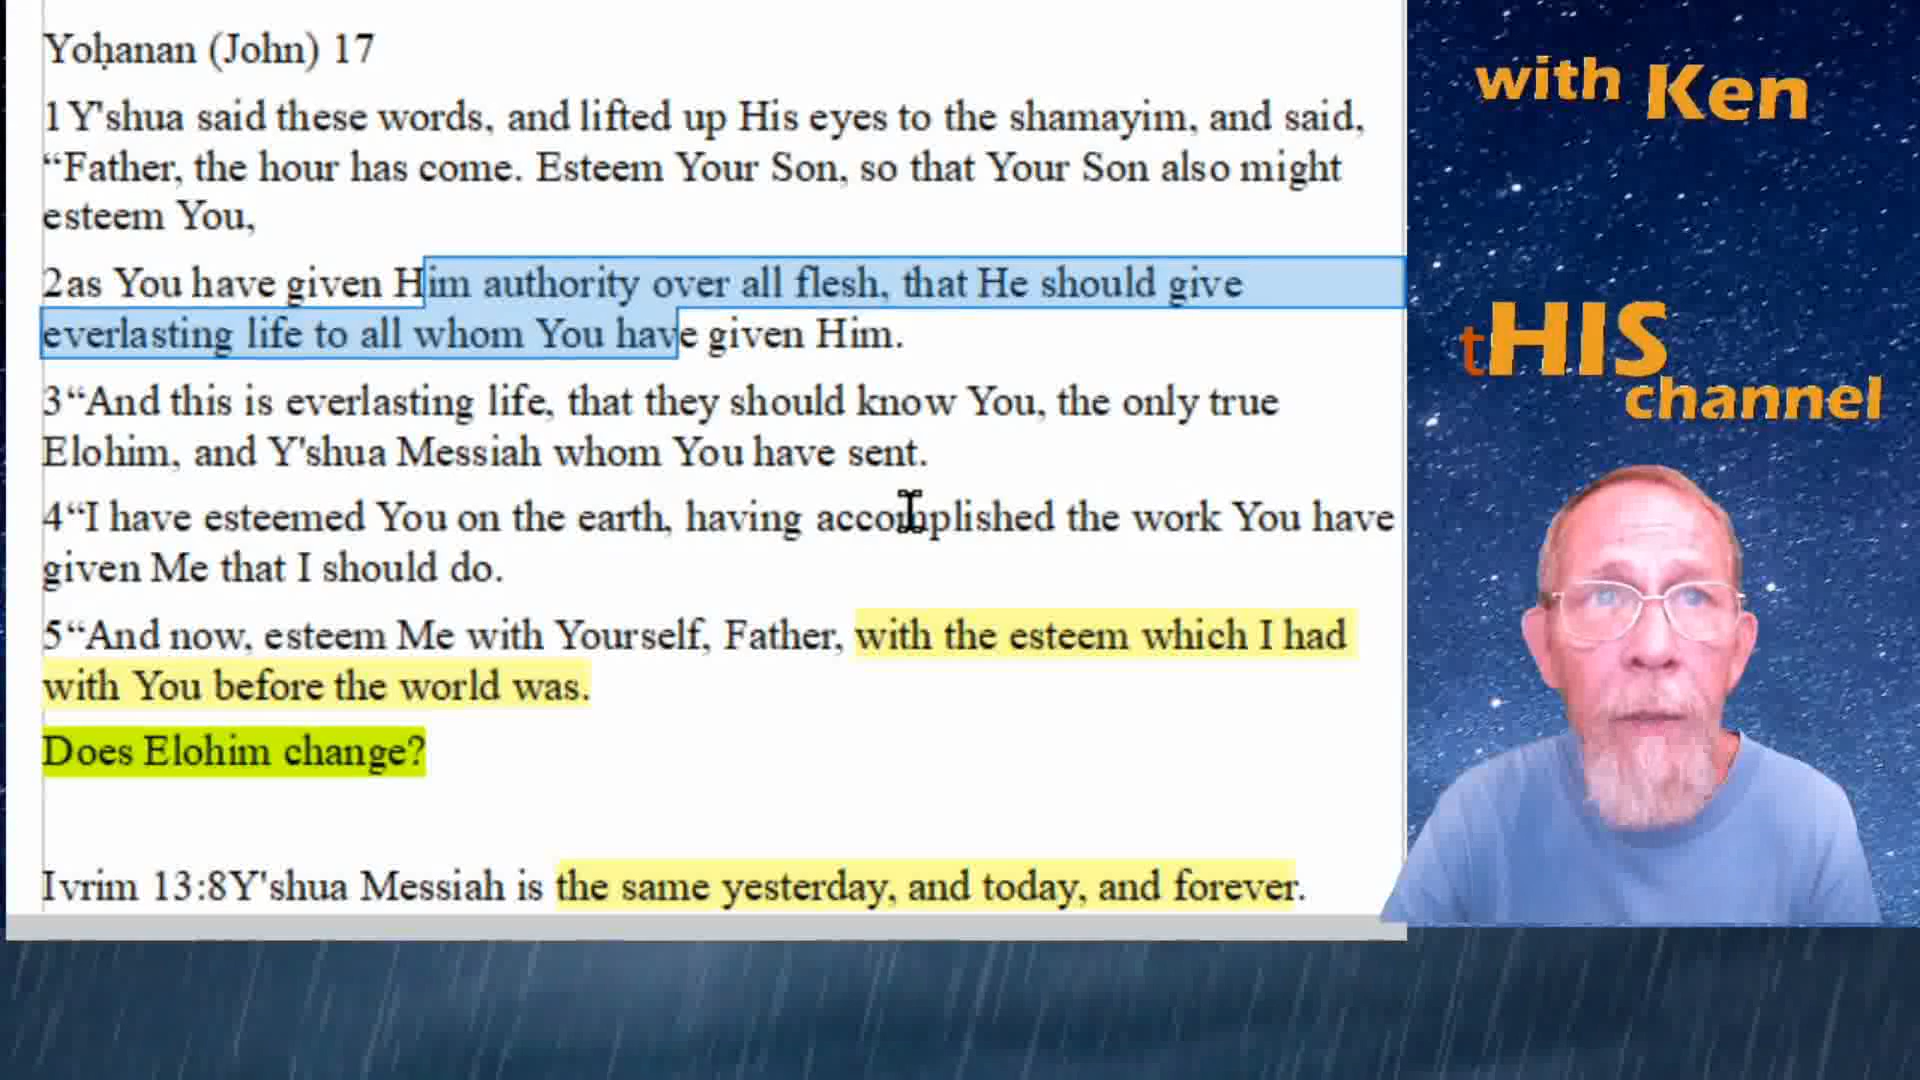 Yoḥanan (John) 17
1Y'shua said these words, and lifted up His eyes to the shamayim, and said,
“Father, the hour has come. Esteem Your Son, so that Your Son also might
esteem You,
2as You have given Him authority over all flesh, that He should give
everlasting life to all whom You have given Him.
3“And this is everlasting life, that they should know You, the only true
Elohim, and Y'shua Messiah whom You have sent.
4“I have esteemed You on the earth, having accomplished the work You have
given Me that I should do.
5“And now, esteem Me with Yourself, Father, with the esteem which I had
with You before the world was.
Does Elohim change?
Ivrim 13:8Y'shua Messiah is the same yesterday, and today, and forever.
with Ken
tHIS
channel